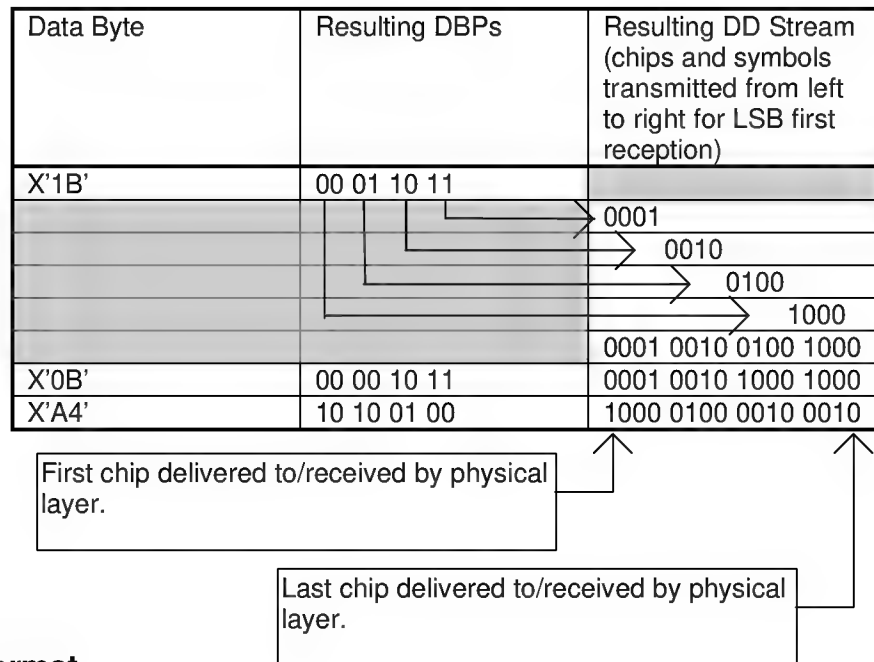 Data Byte
Resulting DBPs
Resulting DD Stream
(chips and symbols
transmitted from left
to right for LSB first
reception)
X'1B'
00 01 10 11
0001
0010
0100
1000
0001 0010 0100 1000
X'0B'
00 00 10 11
0001 0010 1000 1000
X'A4'
10 10 01 00
1000 0100 0010 0010
First chip delivered to/received by physical
layer.
Last chip delivered to/received by physical
layer.